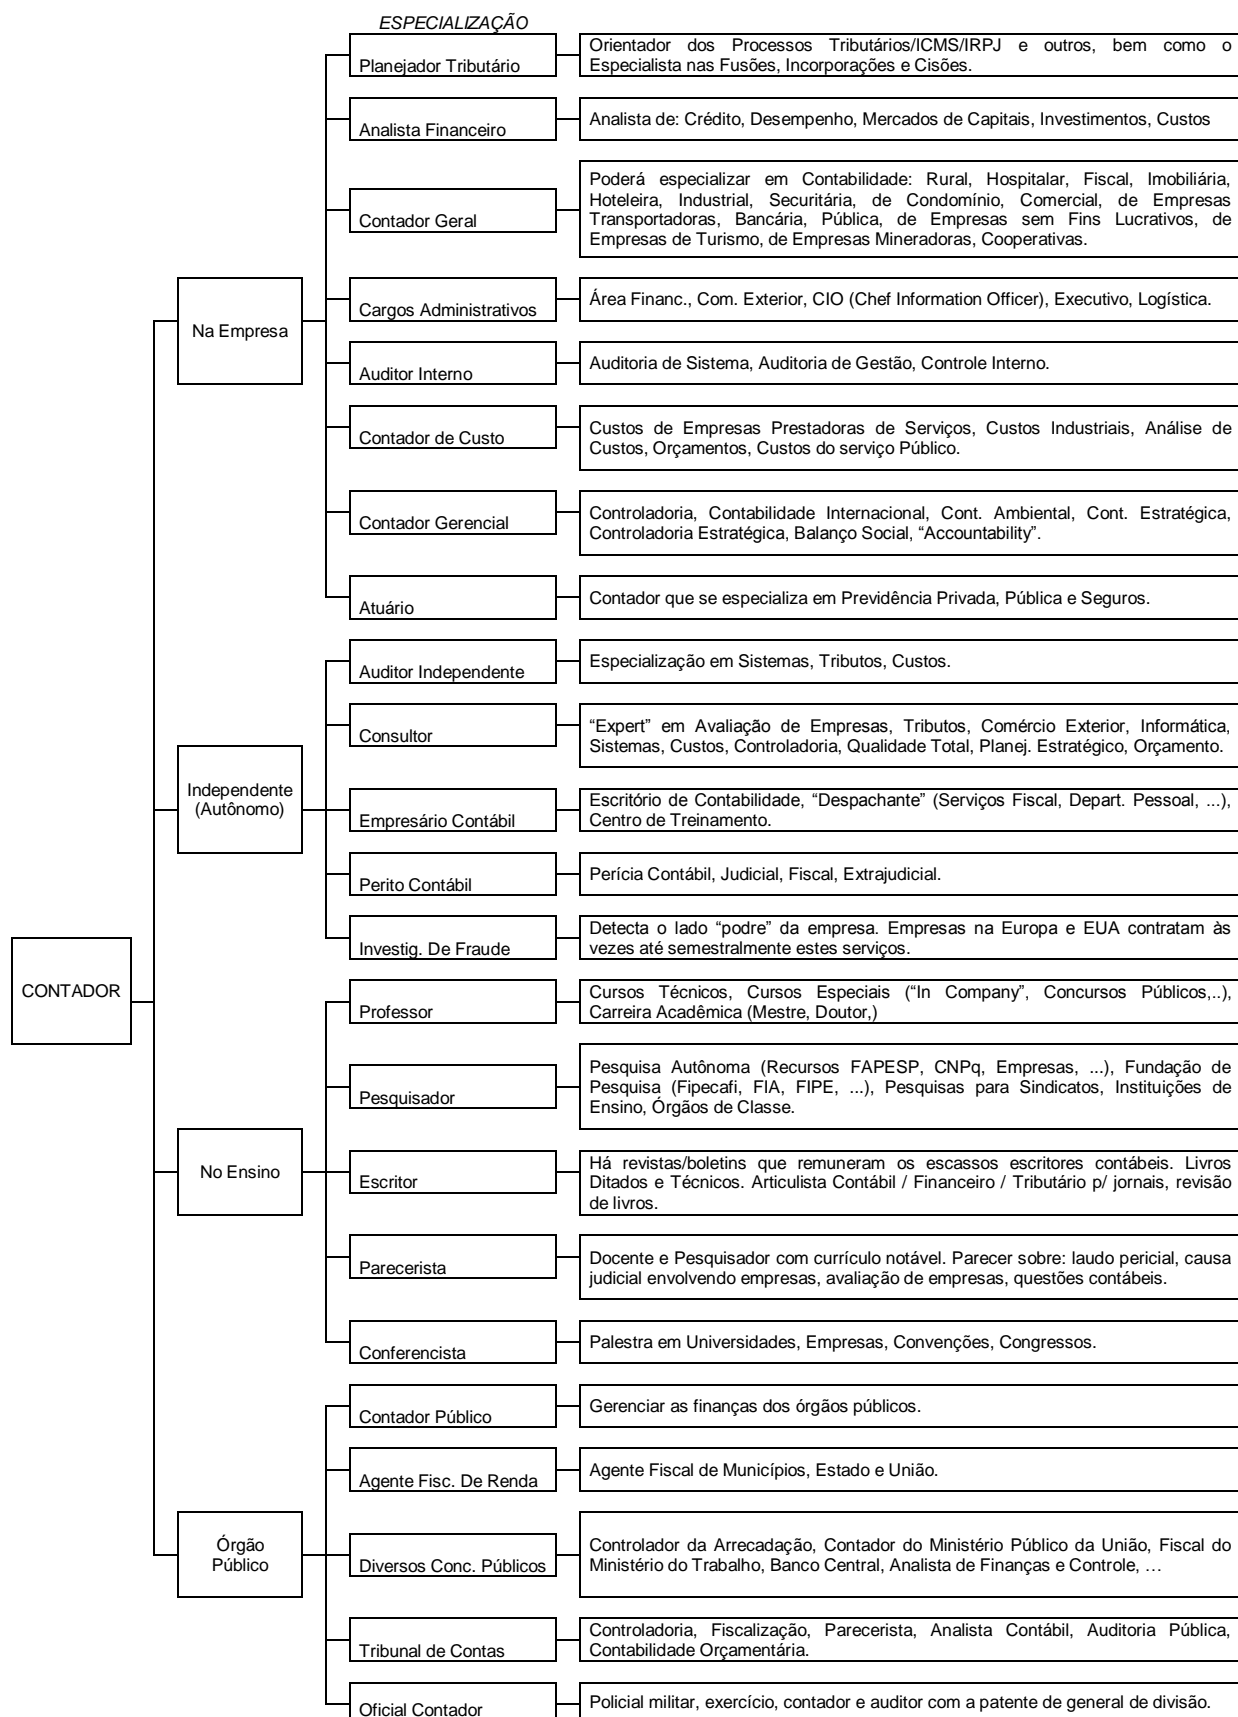 ESPECIALIZAÇÃO
Planejador Tributário
Orientador dos Processos Tributários/ICMS/IRPJ e outros, bem como o
Especialista nas Fusões, Incorporações e Cisões.
Analista Financeiro
Analista de: Crédito, Desempenho, Mercados de Capitais, Investimentos, Custos
Contador Geral
Poderá especializar em Contabilidade: Rural, Hospitalar, Fiscal, Imobiliária,
Hoteleira, Industrial, Securitária, de Condomínio, Comercial, de Empresas
Transportadoras, Bancária, Pública, de Empresas sem Fins Lucrativos, de
Empresas de Turismo, de Empresas Mineradoras, Cooperativas.
Na Empresa
Cargos Administrativos
Área Financ., Com. Exterior, CIO (Chef Information Officer), Executivo, Logística.
Auditor Interno
Auditoria de Sistema, Auditoria de Gestão, Controle Interno.
Contador de Custo
Custos de Empresas Prestadoras de Serviços, Custos Industriais, Análise de
Custos, Orçamentos, Custos do serviço Público.
Contador Gerencial
Controladoria, Contabilidade Internacional, Cont. Ambiental, Cont. Estratégica,
Controladoria Estratégica, Balanço Social, “Accountability”.
Atuário
Contador que se especializa em Previdência Privada, Pública e Seguros.
Auditor Independente
Especialização em Sistemas, Tributos, Custos.
Consultor
“Expert” em Avaliação de Empresas, Tributos, Comércio Exterior, Informática,
Sistemas, Custos, Controladoria, Qualidade Total, Planej. Estratégico, Orçamento.
Independente
(Autônomo)
Empresário Contábil
Escritório de Contabilidade, “Despachante” (Serviços Fiscal, Depart. Pessoal, ...),
Centro de Treinamento.
Perito Contábil
Perícia Contábil, Judicial, Fiscal, Extrajudicial.
Investig. De Fraude
Detecta o lado “podre” da empresa. Empresas na Europa e EUA contratam às
vezes até semestralmente estes serviços.
CONTADOR
Professor
Cursos Técnicos, Cursos Especiais (“In Company”, Concursos Públicos,..),
Carreira Acadêmica (Mestre, Doutor,)
Pesquisador
Pesquisa Autônoma (Recursos FAPESP, CNPq, Empresas, ...), Fundação de
Pesquisa (Fipecafi, FIA, FIPE, ...), Pesquisas para Sindicatos, Instituições de
Ensino, Órgãos de Classe.
No Ensino
Escritor
Há revistas/boletins que remuneram os escassos escritores contábeis. Livros
Ditados e Técnicos. Articulista Contábil / Financeiro / Tributário p/ jornais, revisão
de livros.
Parecerista
Docente e Pesquisador com currículo notável. Parecer sobre: laudo pericial, causa
judicial envolvendo empresas, avaliação de empresas, questões contábeis.
Conferencista
Palestra em Universidades, Empresas, Convenções, Congressos.
Contador Público
Gerenciar as finanças dos órgãos públicos.
Agente Fisc. De Renda
Agente Fiscal de Municípios, Estado e União.
Órgão
Público
Diversos Conc. Públicos
Controlador da Arrecadação, Contador do Ministério Público da União, Fiscal do
Ministério do Trabalho, Banco Central, Analista de Finanças e Controle, …
Tribunal de Contas
Controladoria, Fiscalização, Parecerista, Analista Contábil, Auditoria Pública,
Contabilidade Orçamentária.
Oficial Contador
Policial militar, exercício, contador e auditor com a patente de general de divisão.